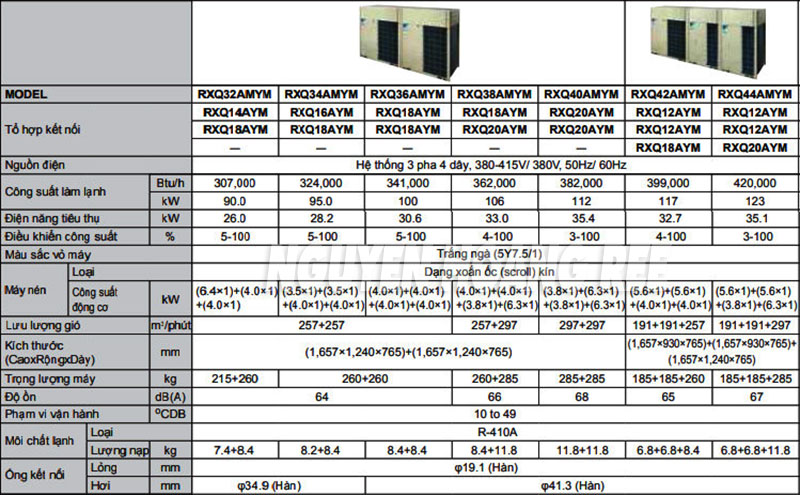 MODEL RXQ32AMYM RXQ34AMYM RXQ36AMYM RXQ38AMYM RXQ40AMYM RXQ42AMYM RXQ44AMYM
Tổ hợp kết nối
RXQ14AYM RXQ16AYM RXQ18AYM RXQ18AYM RXQ20AYM RXQ12AYM RXQ12AYM
RXQ18AYM RXQ18AYM RXQ18AYM RXQ20AYM RXQ20AYM RXQ12AYM RXQ12AYM
— — — — — RXQ18AYM RXQ20AYM
Nguồn điện Hệ thống 3 pha 4 dây, 380-415V/ 380V, 50Hz/ 60Hz
Công suất làm lạnh Btu/h 307,000 324,000 341,000 362,000 382,000 399,000 420,000
kW 90.0 95.0 100 106 112 117 123
Điện năng tiêu thụ kW 26.0 28.2 30.6 33.0 35.4 32.7 35.1
Điều khiển công suất % 5-100 5-100 5-100 4-100 3-100 4-100 3-100
Màu sắc vỏ máy Trắng ngà (5Y7.5/1)
NGUYEN HOANG REE
Máy nén Loại Dạng xoắn ốc (scroll) kín
Công suất động cơ kW
(6.4×1)+(4.0×1) (3.5×1)+(3.5×1) (4.0×1)+(4.0×1) (4.0×1)+(4.0×1) (3.8×1)+(6.3×1) (5.6×1)+(5.6×1) (5.6×1)+(5.6×1)
+(4.0×1) +(4.0×1)+(4.0×1) +(4.0×1)+(4.0×1) +(3.8×1)+(6.3×1) +(3.8×1)+(6.3×1) +(4.0×1)+(4.0×1) +(3.8×1)+(6.3×1)
Lưu lượng gió m³/phút 257+257 257+297 297+297 191+191+257 191+191+297
Kích thước
(CaoxRộngxDày) mm (1,657×1,240×765)+(1,657×1,240×765) (1,657×930×765)+(1,657×930×765)+
(1,657×1,240×765)
Trọng lượng máy kg 215+260 260+260 260+285 285+285 185+185+260 185+185+285
Độ ồn dB(A) 64 66 68 65 67
Phạm vi vận hành ºCDB 10 to 49
Môi chất lạnh Loại R-410A
Lượng nạp kg 7.4+8.4 8.2+8.4 8.4+8.4 8.4+11.8 11.8+11.8 6.8+6.8+8.4 6.8+6.8+11.8
Ống kết nối Lỏng mm φ19.1 (Hàn)
Hơi mm φ34.9 (Hàn) φ41.3 (Hàn)